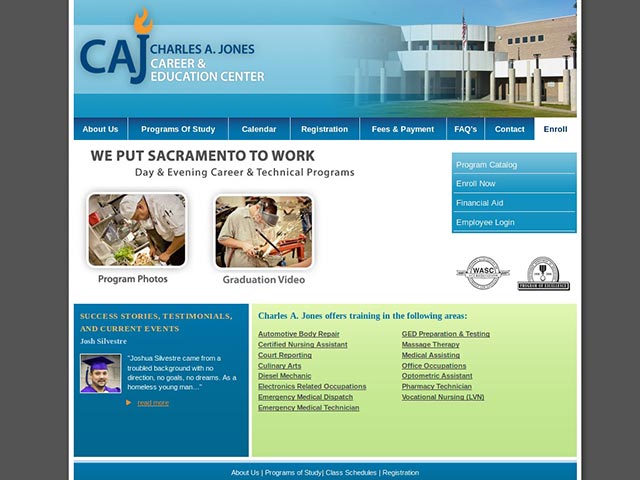 CAJ
CHARLES A. JONES
CAREER &
EDUCATION CENTER
About Us
Programs Of Study
Calendar
Registration
Fees & Payment
FAQ's
Contact
Enroll
WE PUT SACRAMENTO TO WORK
Day & Evening Career & Technical Programs
Program Photos
Graduation Video
Program Catalog
Enroll Now
Financial Aid
Employee Login
WASC
PROGRAM OF EXCELLENCE
SUCCESS STORIES, TESTIMONIALS,
AND CURRENT EVENTS
Josh Silvestre
"Joshua Silvestre came from a
troubled background with no
direction, no goals, no dreams. As a
homeless young man…"
read more
Charles A. Jones offers training in the following areas:
Automotive Body Repair
Certified Nursing Assistant
Court Reporting
Culinary Arts
Diesel Mechanic
Electronics Related Occupations
Emergency Medical Dispatch
Emergency Medical Technician
GED Preparation & Testing
Massage Therapy
Medical Assisting
Office Occupations
Optometric Assistant
Pharmacy Technician
Vocational Nursing (LVN)
About Us | Programs of Study| Class Schedules | Registration